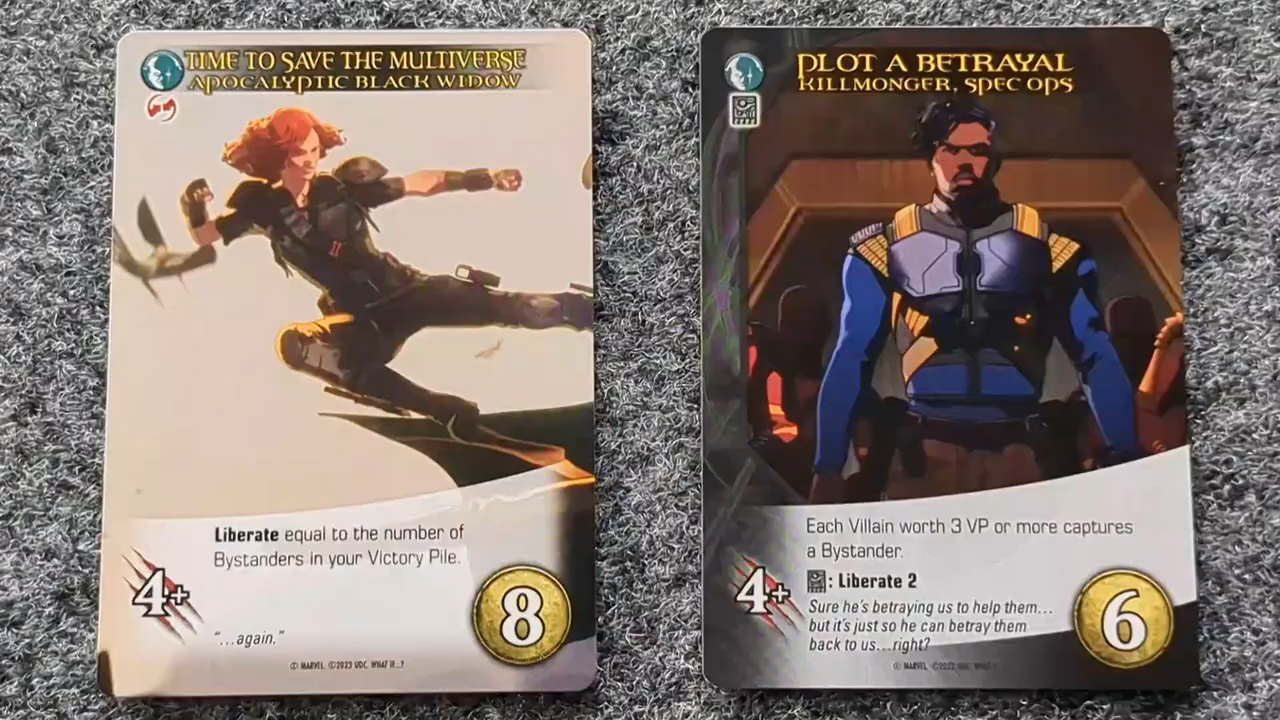 TIME TO SAVE THE MULTIVERSE
APOCALYPTIC BLACK WIDOW
Liberate equal to the number of
Bystanders in your Victory Pile.
4+
8
"...again."
© MARVEL ©2023 UDC. WHAT IF...?
PLOT A BETRAYAL
KILLMONGER, SPEC OPS
Each Villain worth 3 VP or more captures
a Bystander.
: Liberate 2
4+
6
Sure he's betraying us to help them...
but it's just so he can betray them
back to us...right?
© MARVEL UDC. WHAT